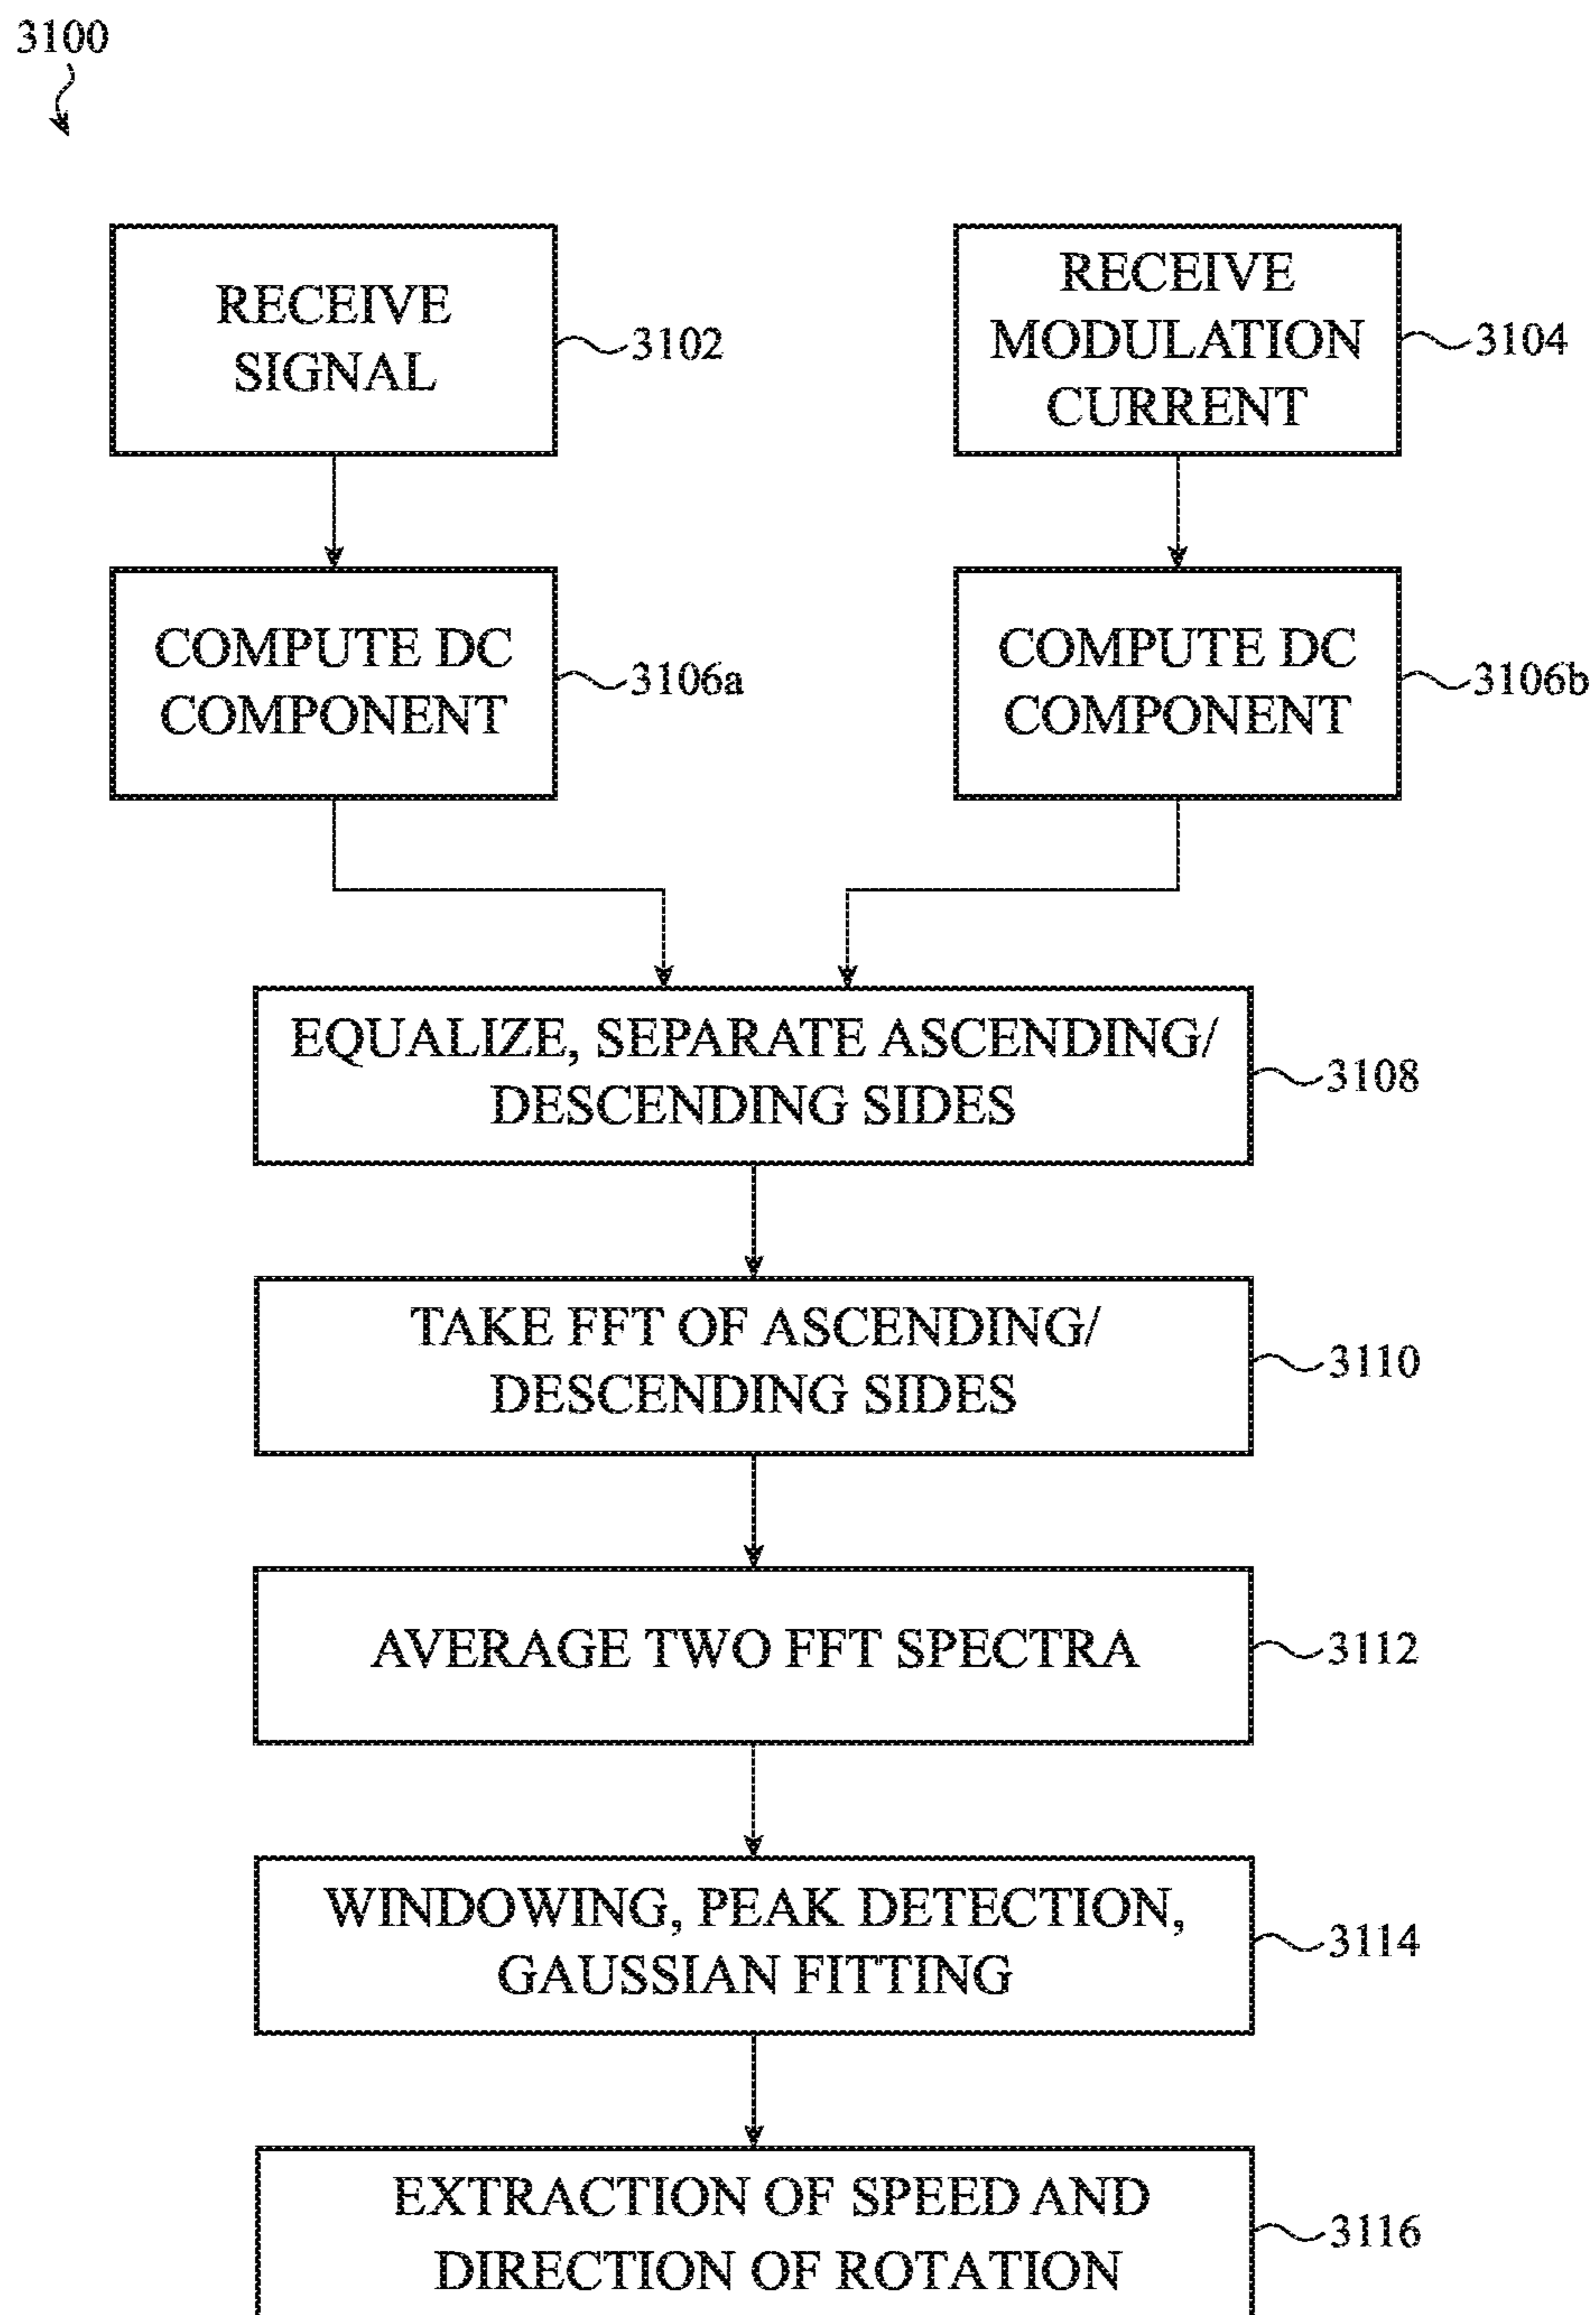 3100
RECEIVE
SIGNAL
3102
RECEIVE
MODULATION
CURRENT
3104
COMPUTE DC
COMPONENT
3106a
COMPUTE DC
COMPONENT
3106b
EQUALIZE, SEPARATE ASCENDING/
DESCENDING SIDES
3108
TAKE FFT OF ASCENDING/
DESCENDING SIDES
3110
AVERAGE TWO FFT SPECTRA
3112
WINDOWING, PEAK DETECTION,
GAUSSIAN FITTING
3114
EXTRACTION OF SPEED AND
DIRECTION OF ROTATION
3116